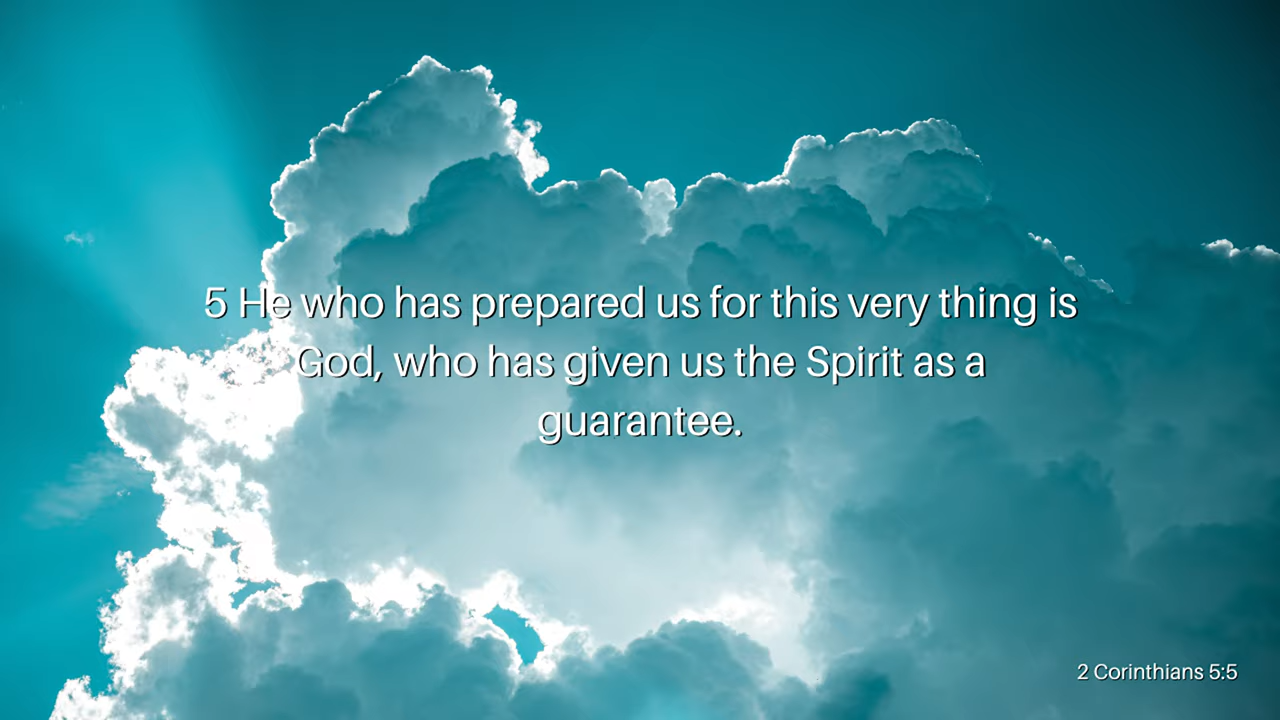 5 He who has prepared us for this very thing is
God, who has given us the Spirit as a
guarantee.
2 Corinthians 5:5